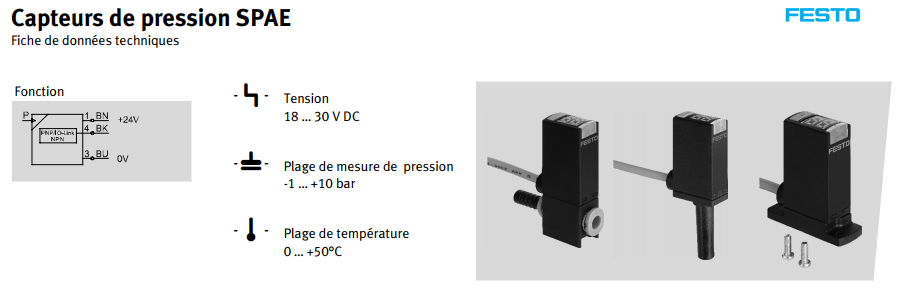 Capteurs de pression SPAE
FESTO
Fiche de données techniques
Fonction
P
1 BN +24V
PNP/IO-Link
NPN
4 BK
3 BU 0V
Tension
18 ... 30 V DC
Plage de mesure de pression
-1 ... +10 bar
Plage de température
0 ... +50°C
FESTO
FESTO
FESTO